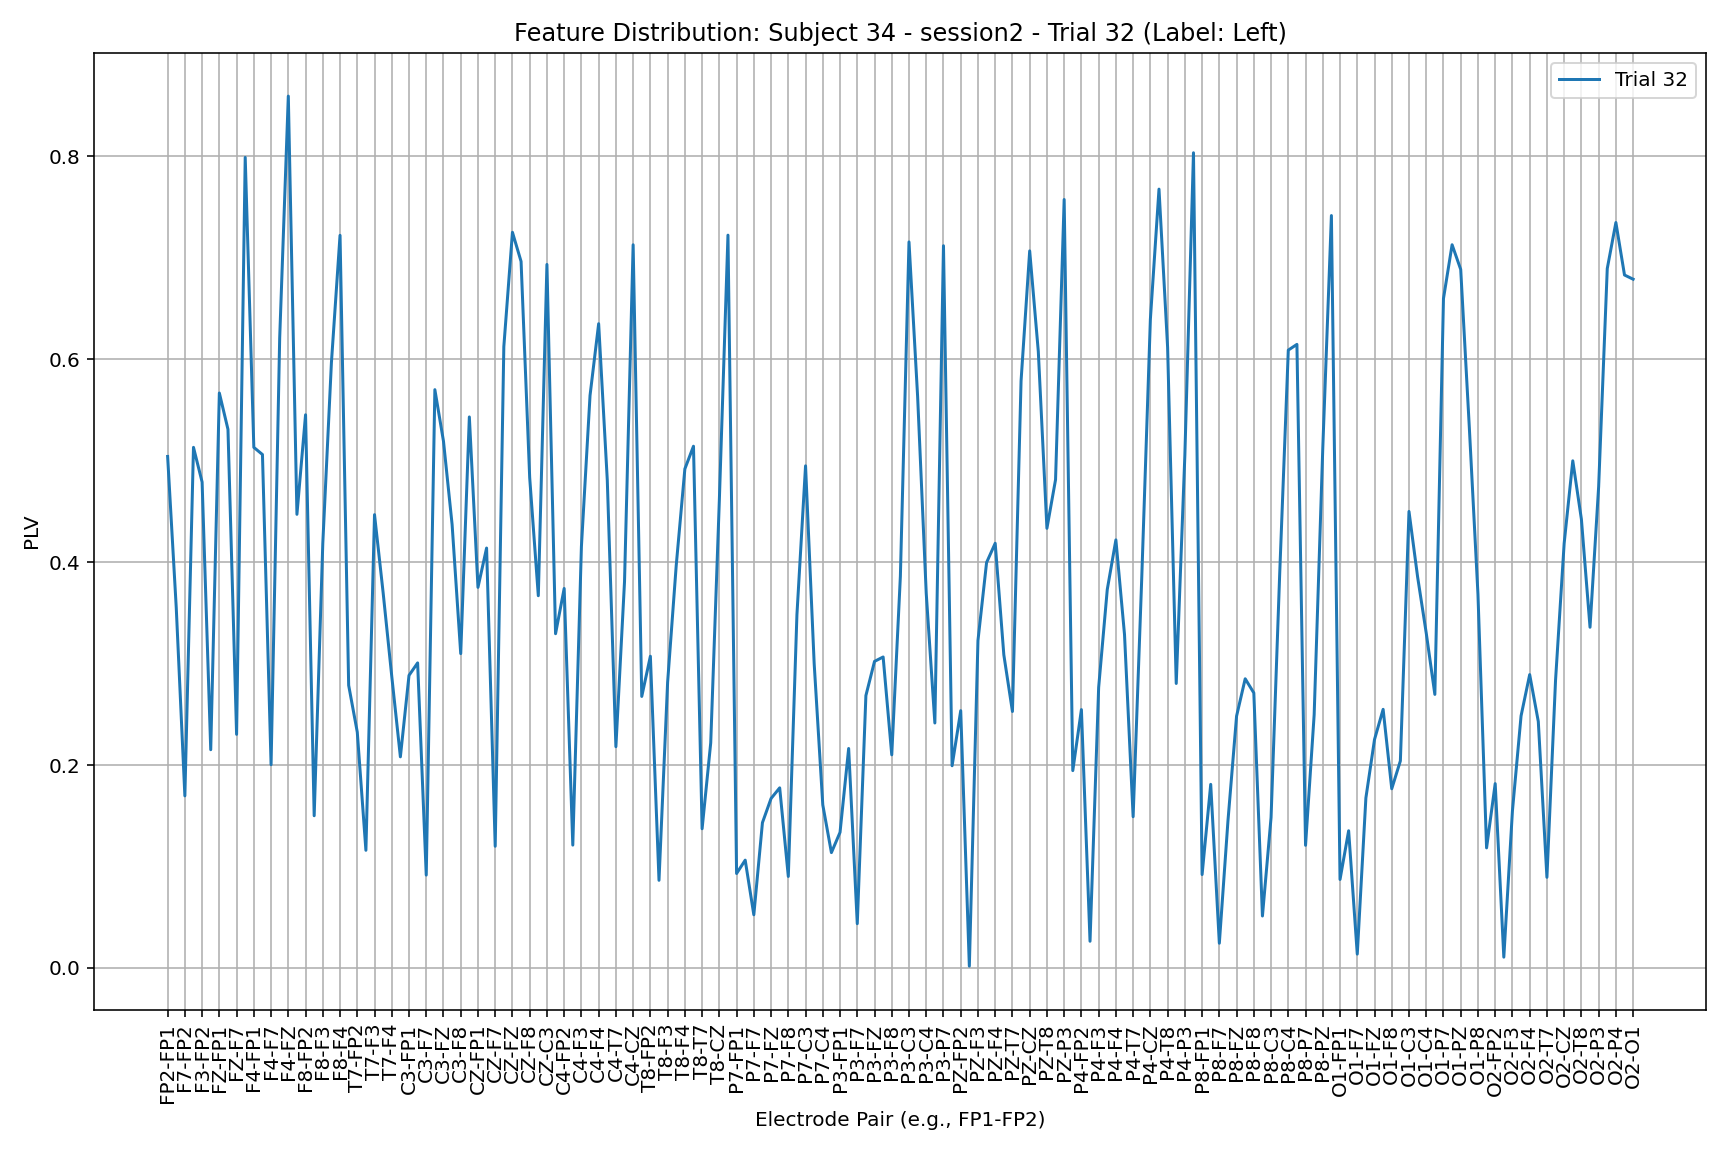 Feature Distribution: Subject 34 - session2 - Trial 32 (Label: Left)
Trial 32
PLV
0.8
0.6
0.4
0.2
0.0
FP2-FP1
F7-FP2
F3-FP2
FZ-FP1
FZ-F7
F4-FP1
F4-F7
F4-FZ
F8-FP2
F8-F3
F8-F4
T7-FP2
T7-F3
T7-F4
C3-FP1
C3-F7
C3-FZ
C3-F8
CZ-FP1
CZ-F7
CZ-FZ
CZ-F8
CZ-C3
C4-FP2
C4-F3
C4-F4
C4-T7
C4-CZ
T8-FP2
T8-F3
T8-F4
T8-T7
T8-CZ
P7-FP1
P7-F7
P7-FZ
P7-F8
P7-C3
P7-C4
P3-FP1
P3-F7
P3-FZ
P3-F8
P3-C3
P3-C4
P3-P7
PZ-FP2
PZ-F3
PZ-F4
PZ-T7
PZ-CZ
PZ-T8
PZ-P3
P4-FP2
P4-F3
P4-F4
P4-T7
P4-CZ
P4-T8
P4-P3
P8-FP1
P8-F7
P8-FZ
P8-F8
P8-C3
P8-C4
P8-P7
P8-PZ
O1-FP1
O1-F7
O1-FZ
O1-F8
O1-C3
O1-C4
O1-P7
O1-PZ
O1-P8
O2-FP2
O2-F3
O2-F4
O2-T7
O2-CZ
O2-T8
O2-P3
O2-P4
O2-O1
Electrode Pair (e.g., FP1-FP2)